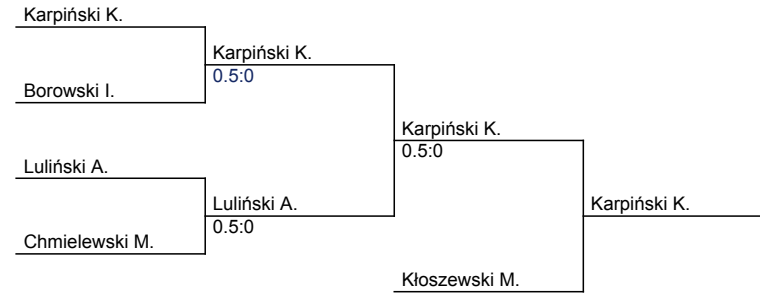 Karpiński K.
Karpiński K.
0.5:0
Borowski I.
Karpiński K.
0.5:0
Luliński A.
Luliński A.
0.5:0
Karpiński K.
Chmielewski M.
Kłoszewski M.